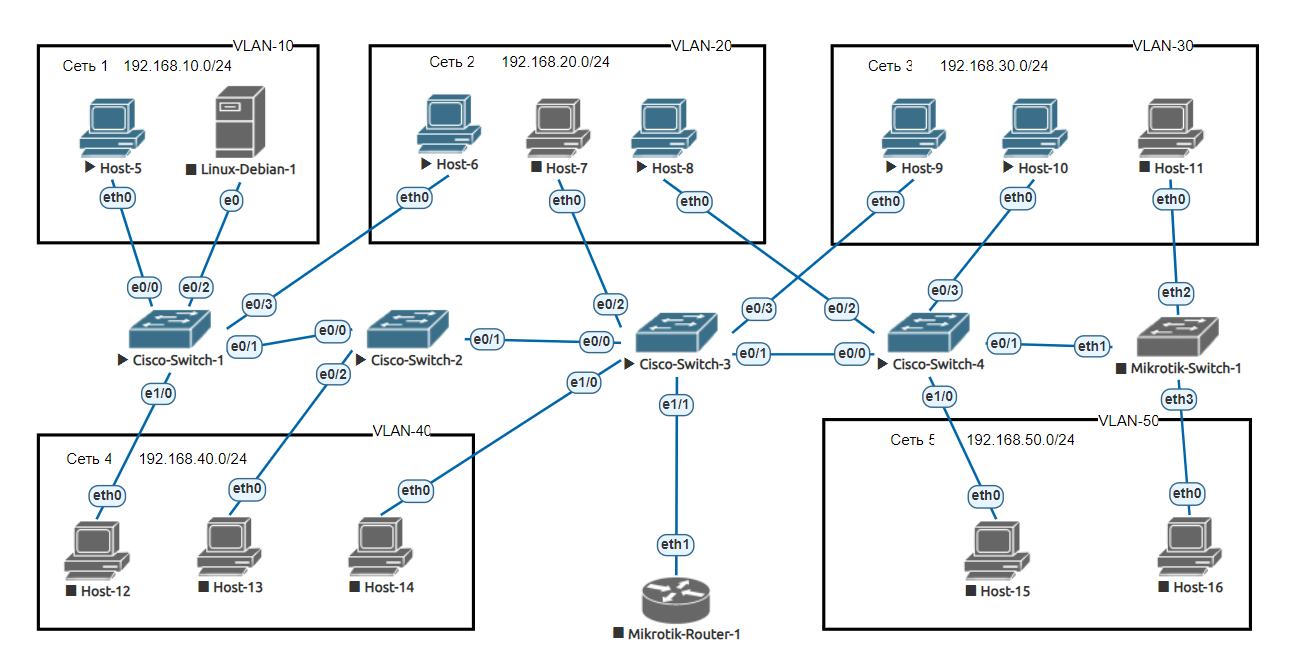 VLAN-10
Сеть 1 192.168.10.0/24
Host-5
Linux-Debian-1
eth0
e0
VLAN-20
Сеть 2 192.168.20.0/24
Host-6
Host-7
Host-8
eth0
eth0
eth0
VLAN-30
Сеть 3 192.168.30.0/24
Host-9
Host-10
Host-11
eth0
eth0
eth0
e0/0
e0/2
e0/3
e0/1
Cisco-Switch-1
e1/0
e0/0
e0/1
Cisco-Switch-2
e0/2
e0/2
e0/3
e0/0
e0/1
Cisco-Switch-3
e1/0
e1/1
e0/2
e0/3
e0/0
e0/1
Cisco-Switch-4
e1/0
eth2
eth1
Mikrotik-Switch-1
eth3
VLAN-40
Сеть 4 192.168.40.0/24
eth0
eth0
eth0
Host-12
Host-13
Host-14
eth1
Mikrotik-Router-1
VLAN-50
Сеть 5 192.168.50.0/24
eth0
eth0
Host-15
Host-16